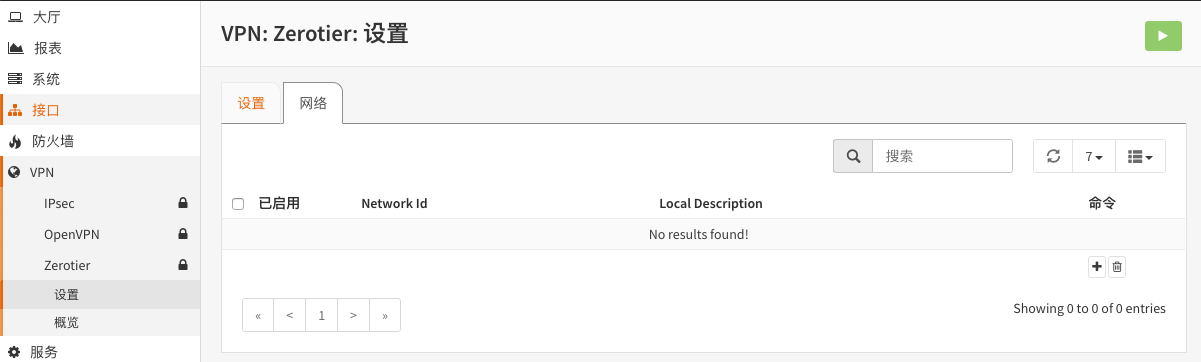 大厅
报表
系统
接口
防火墙
VPN
IPsec
OpenVPN
Zerotier
设置
概览
服务
VPN: Zerotier: 设置
设置 网络
搜索 7
已启用 Network Id Local Description 命令
No results found!
« < 1 > » Showing 0 to 0 of 0 entries